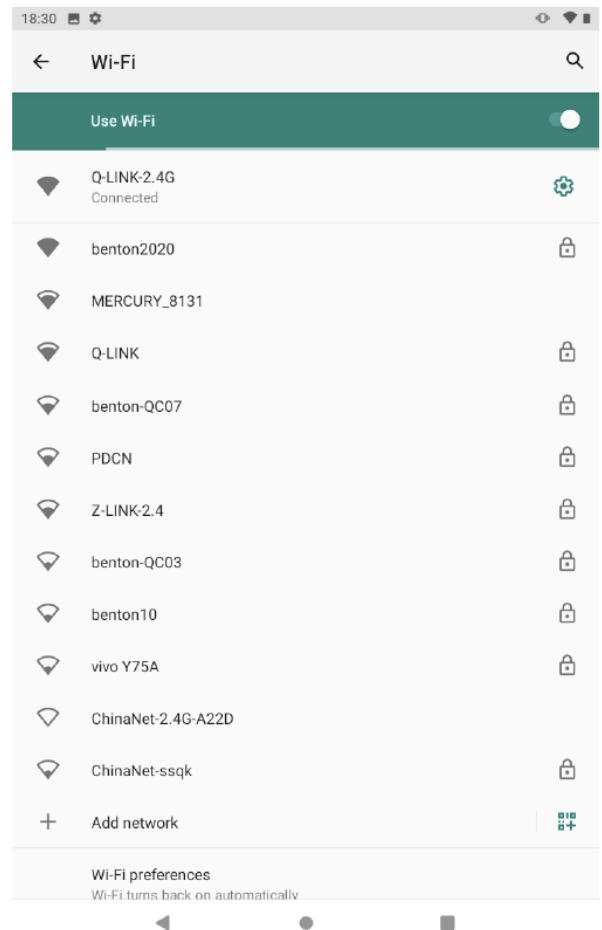 18:30
Wi-Fi
Use Wi-Fi
Q-LINK-2.4G
Connected
benton2020
MERCURY_8131
Q-LINK
benton-QC07
PDCN
Z-LINK-2.4
benton-QC03
benton10
vivo Y75A
ChinaNet-2.4G-A22D
ChinaNet-ssqk
Add network
Wi-Fi preferences
Wi-Fi turns back on automatically